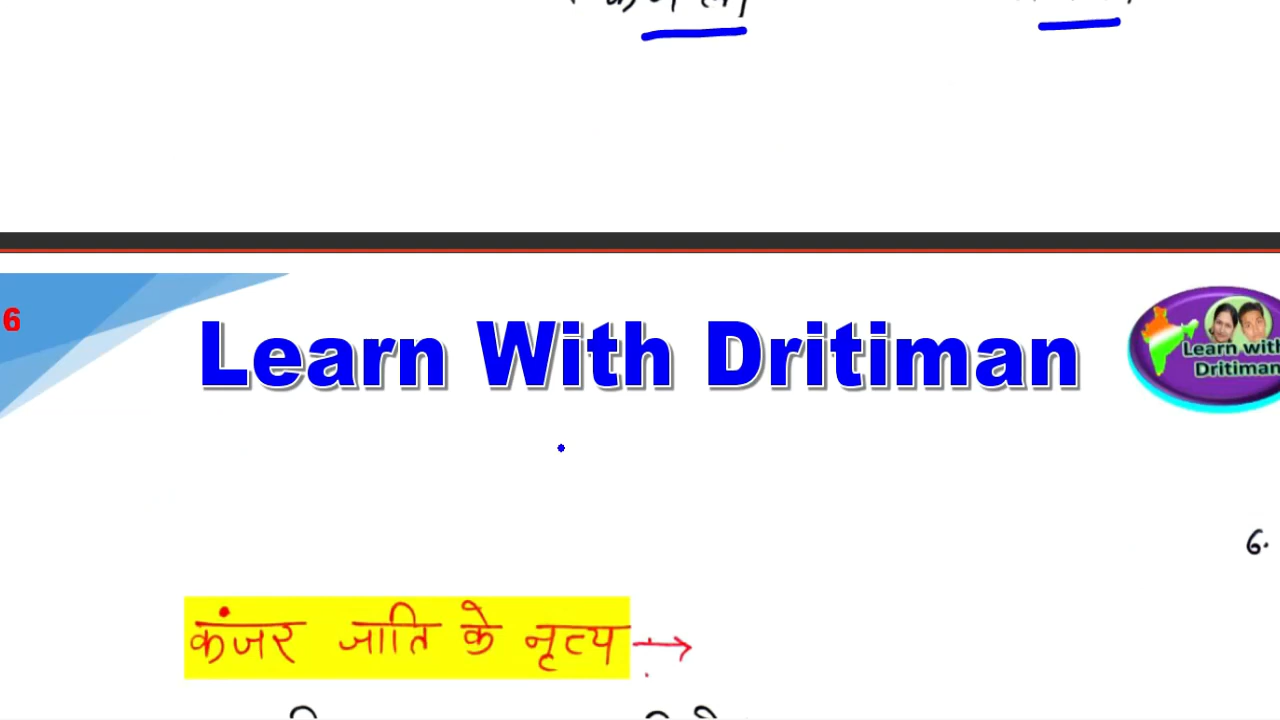 6
Learn With Dritiman
Learn with
Dritiman
6.
कंजर जाति के नृत्य →